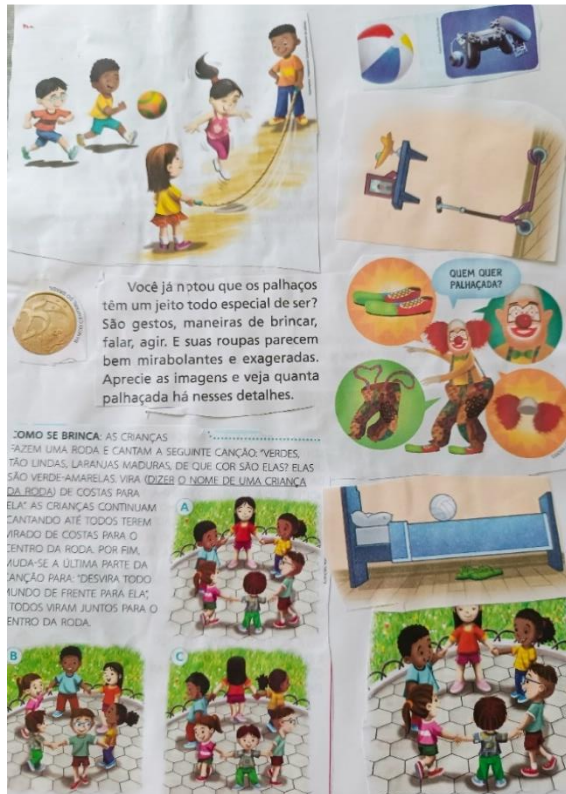 QUEM QUER
PALHAÇADA?
Você já notou que os palhaços
têm um jeito todo especial de ser?
São gestos, maneiras de brincar,
falar, agir. E suas roupas parecem
bem mirabolantes e exageradas.
Aprecie as imagens e veja quanta
palhaçada há nesses detalhes.
COMO SE BRINCA: AS CRIANÇAS
FAZEM UMA RODA E CANTAM A SEGUINTE CANÇÃO: "VERDES,
TÃO LINDAS, LARANJAS MADURAS, DE QUE COR SÃO ELAS? ELAS
SÃO VERDE-AMARELAS, VIRA (DIZER O NOME DE UMA CRIANÇA
DA RODA) DE COSTAS PARA
ELA". AS CRIANÇAS CONTINUAM
CANTANDO ATÉ TODOS TEREM
VIRADO DE COSTAS PARA O
CENTRO DA RODA. POR FIM,
MUDA-SE A ÚLTIMA PARTE DA
CANÇÃO PARA: "DESVIRA TODO
MUNDO DE FRENTE PARA ELA",
TODOS VIRAM JUNTOS PARA O
CENTRO DA RODA.
A
B
C